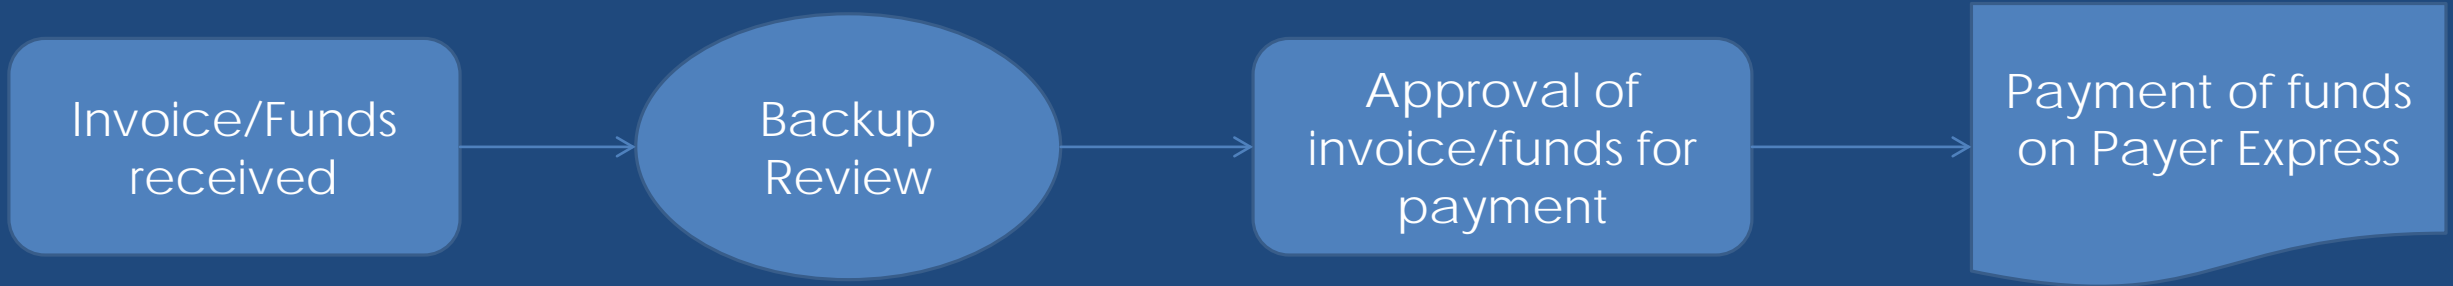 Invoice/Funds
received
Backup
Review
Approval of
invoice/funds for
payment
Payment of funds
on Payer Express